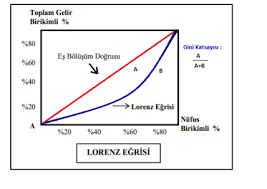 Toplam Gelir
Birikimli %
%80
%60
%40
%20
A
Eş Bölüşüm Doğrusu
A
B
Lorenz Eğrisi
Gini Katsayısı :
A
A+B
%20 %40 %60 %80
Nüfus
Birikimli %
LORENZ EĞRİSİ